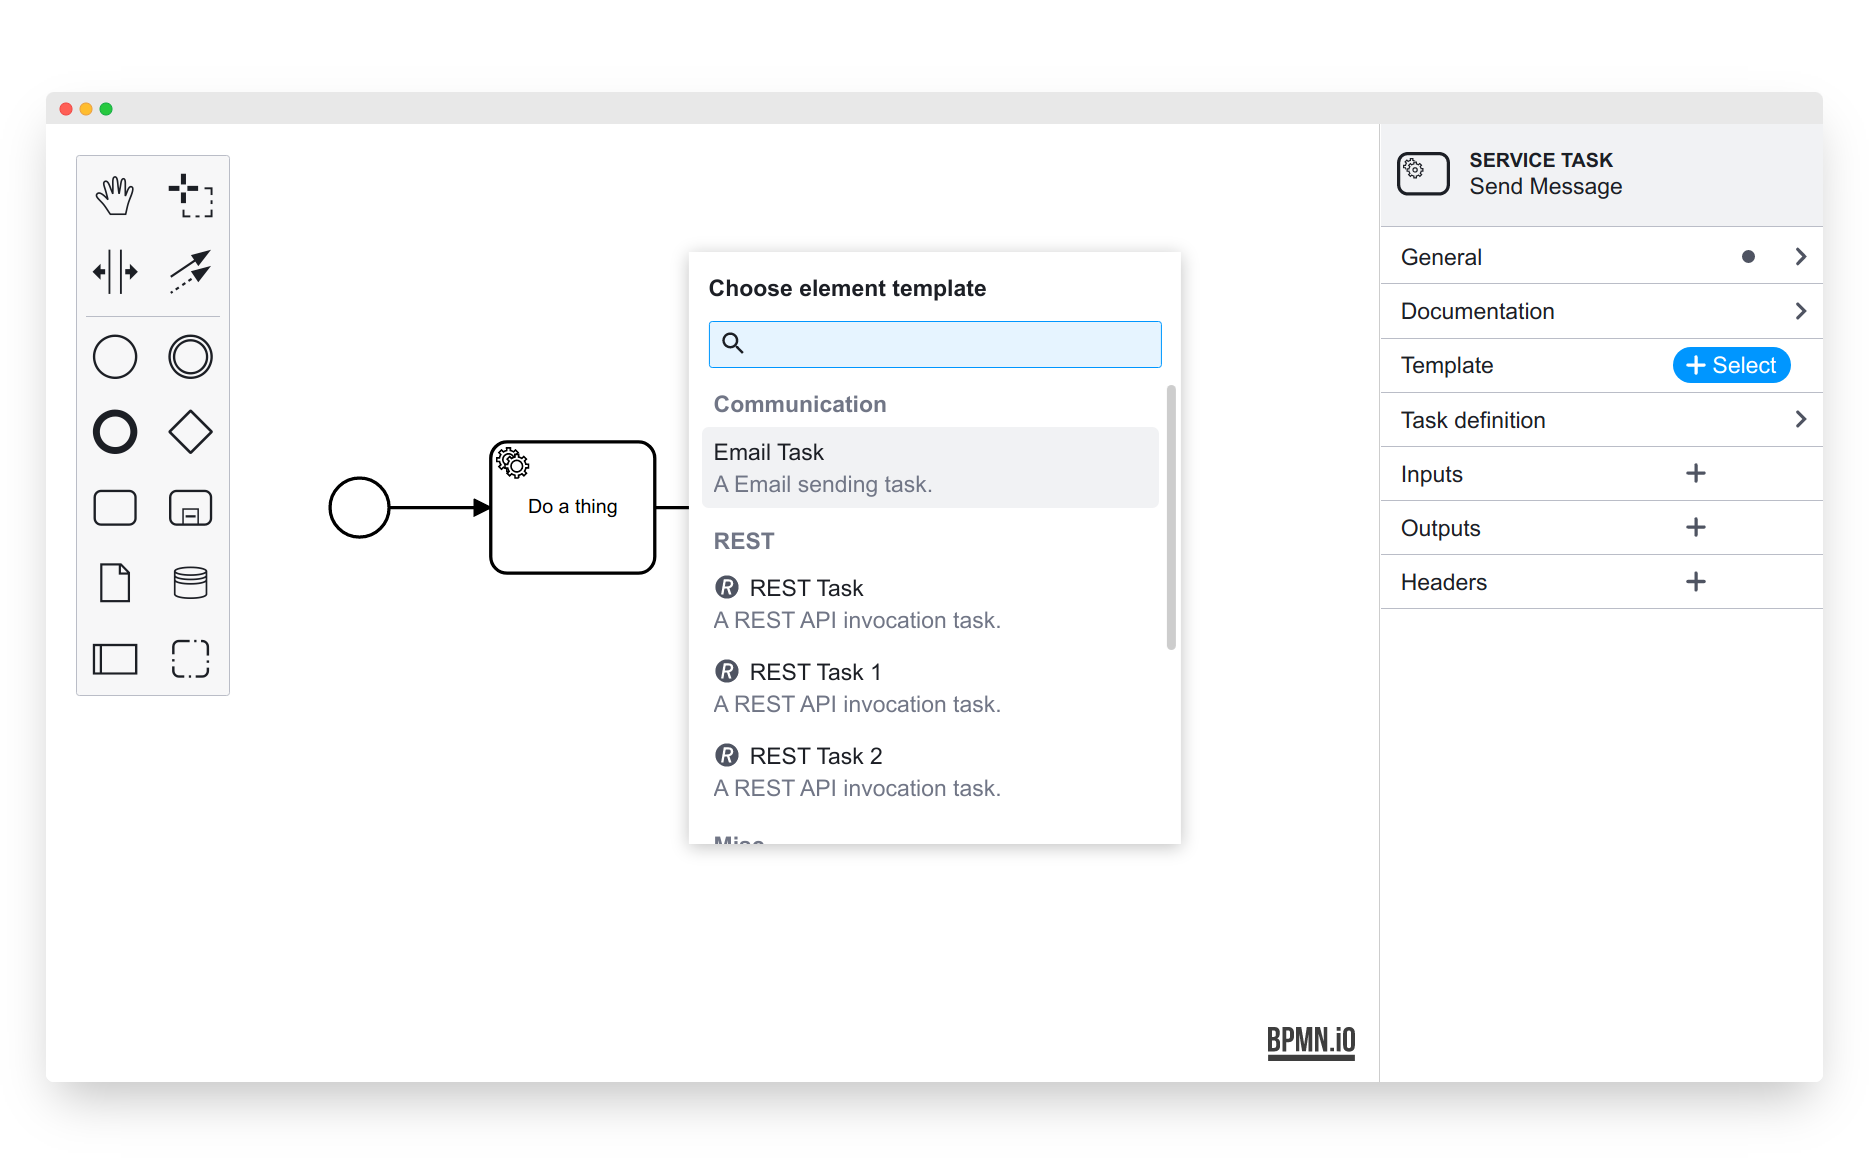 Do a thing
Choose element template
Communication
Email Task
A Email sending task.
REST
REST Task
A REST API invocation task.
REST Task 1
A REST API invocation task.
REST Task 2
A REST API invocation task.
Misc
BPMN.iO
SERVICE TASK
Send Message
General
Documentation
Template
Select
Task definition
Inputs
Outputs
Headers